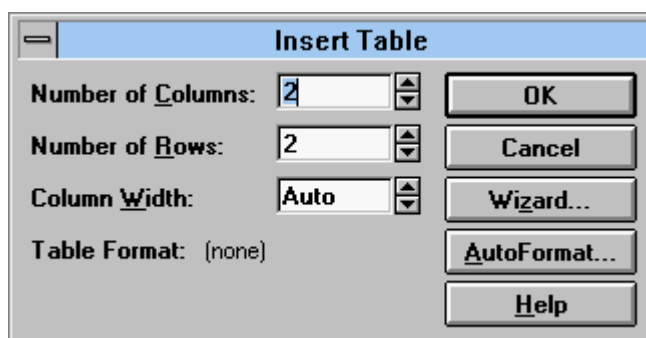 Insert Table
Number of Columns: 2
OK
Number of Rows: 2
Cancel
Column Width: Auto
Wizard...
Table Format: (none)
AutoFormat...
Help